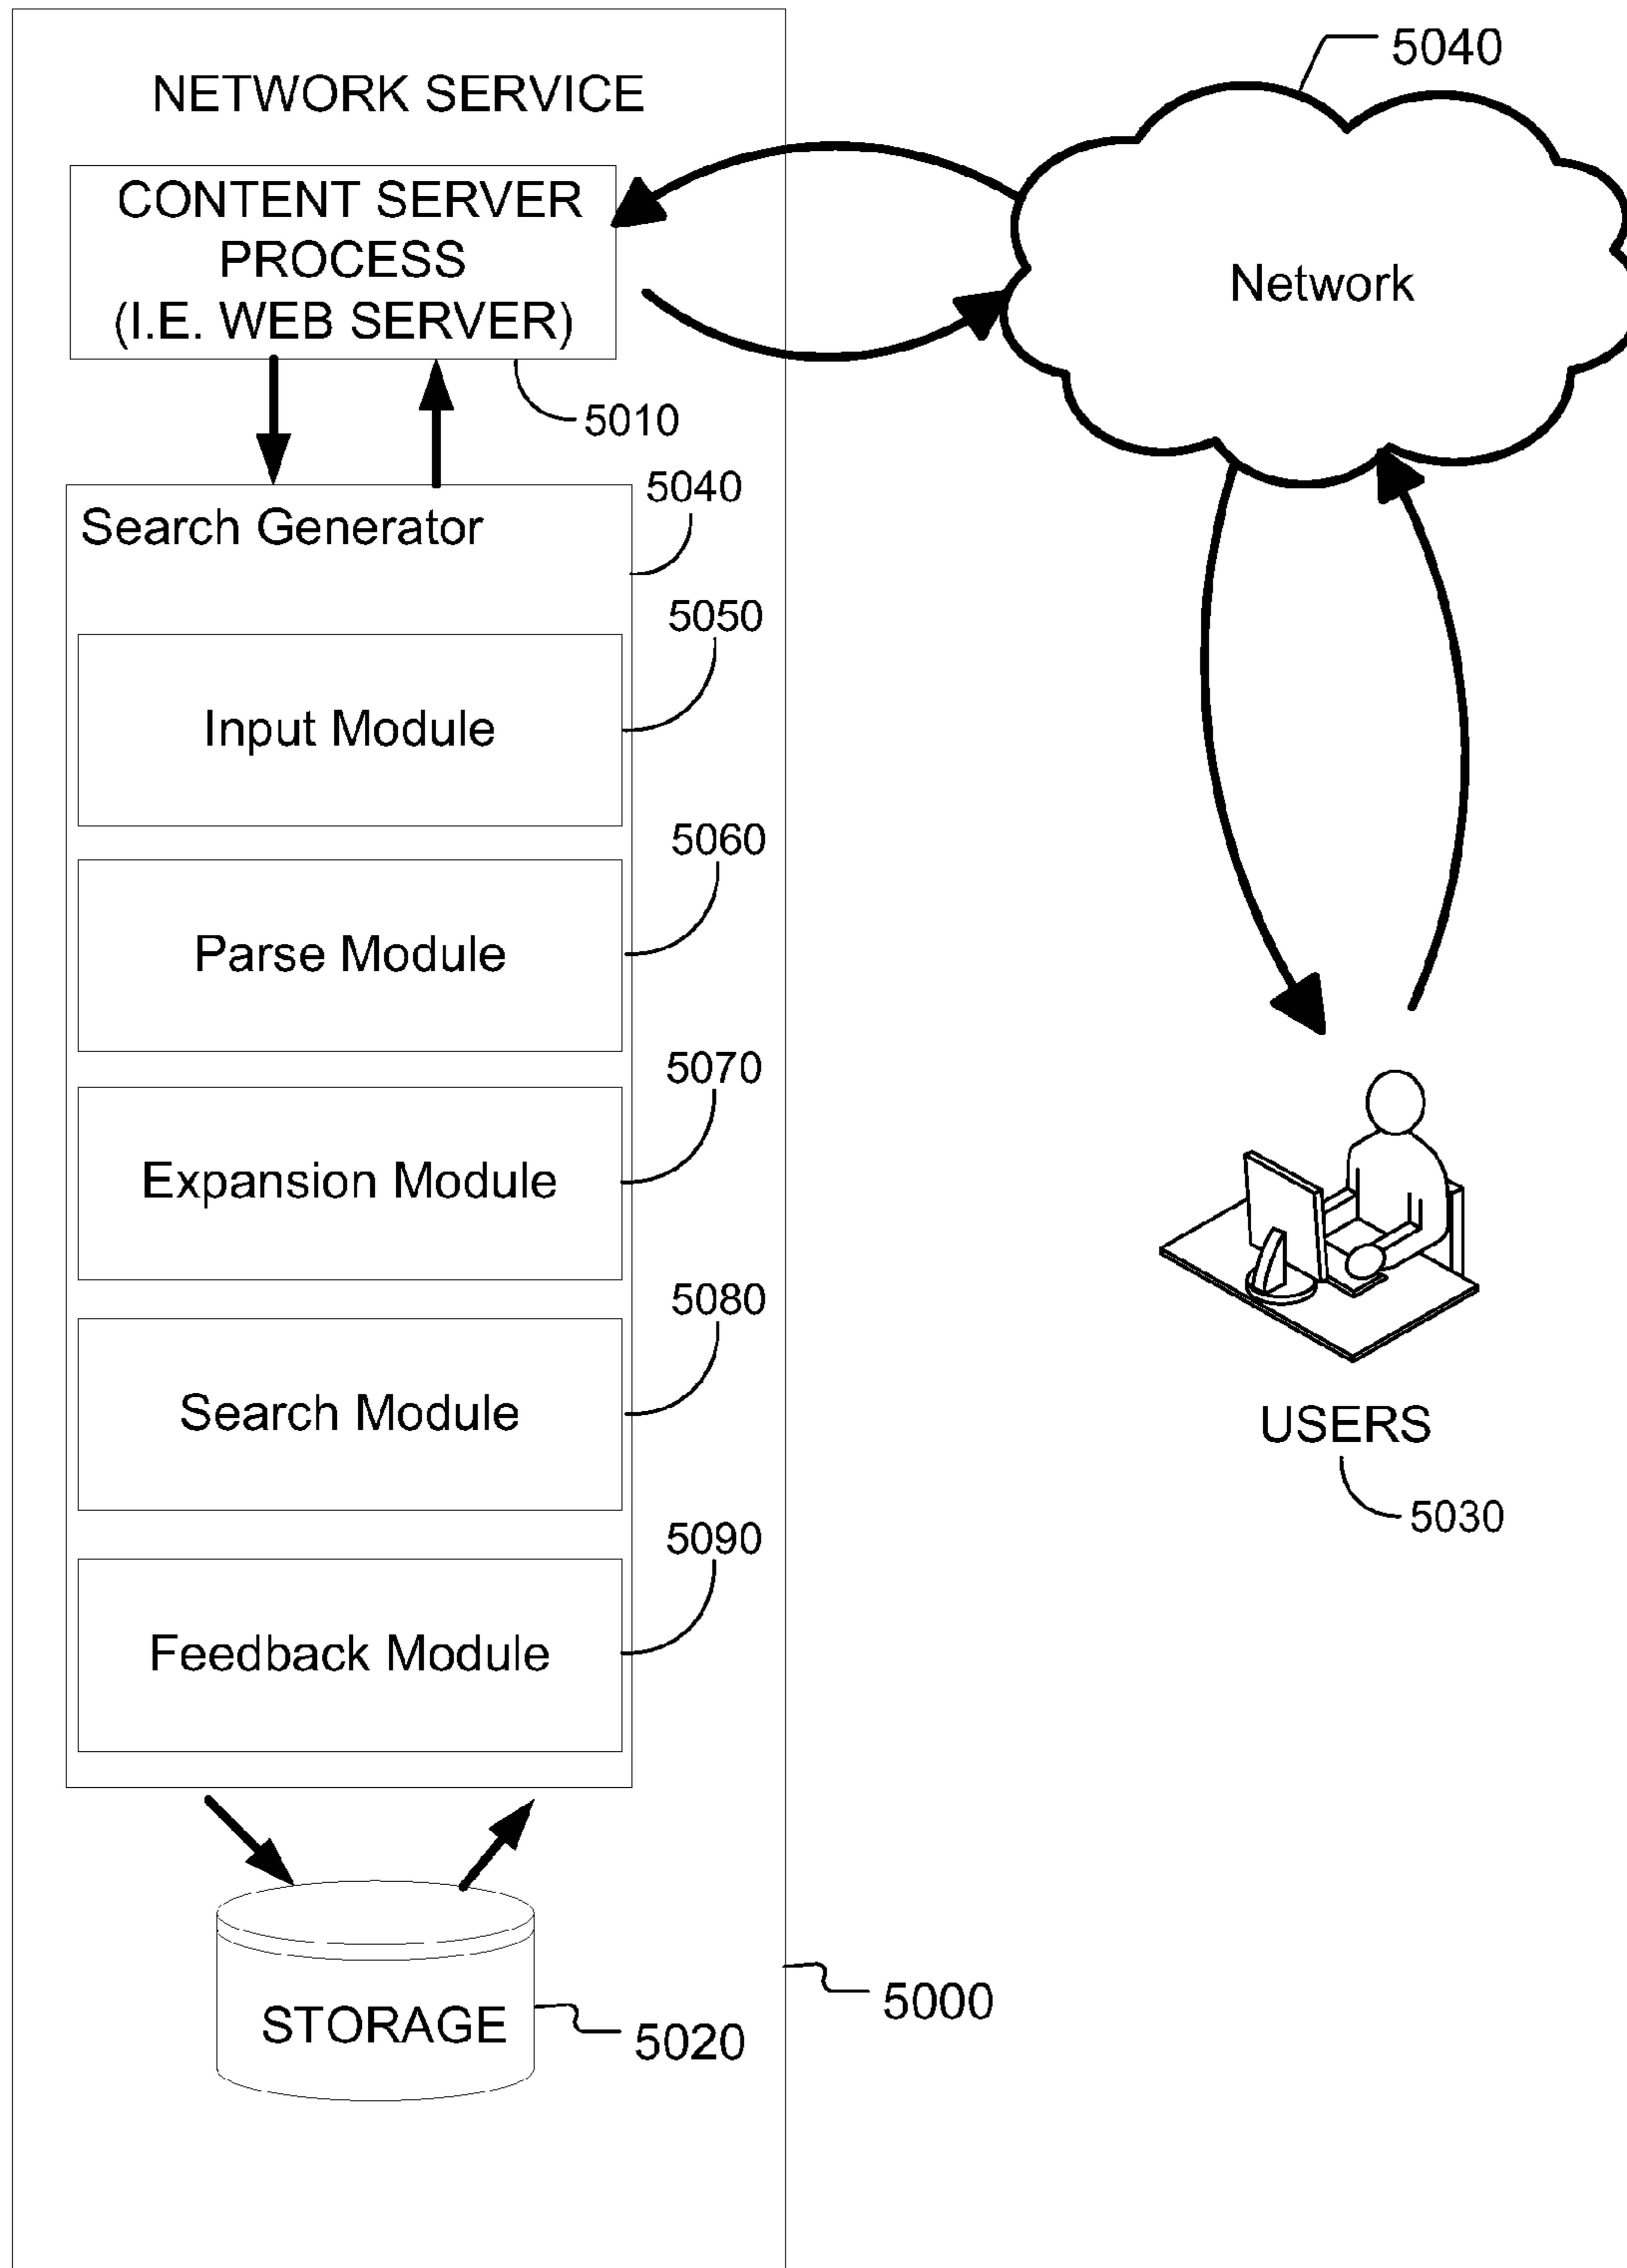 NETWORK SERVICE
CONTENT SERVER
PROCESS
(I.E. WEB SERVER)
5010
5040
Network
5040
Search Generator
5050
Input Module
5060
Parse Module
5070
Expansion Module
5080
Search Module
5090
Feedback Module
USERS
5030
STORAGE
5020
5000